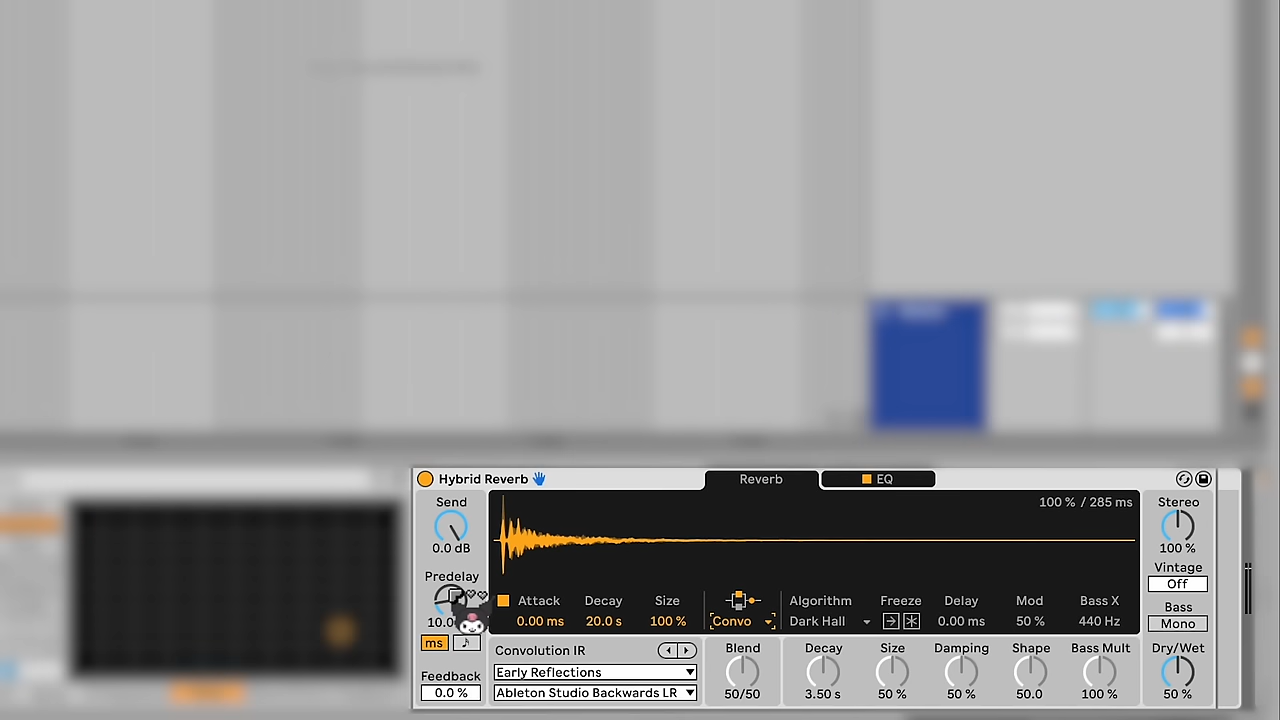 Hybrid Reverb
Reverb
EQ
Send
0.0 dB
Predelay
10.0
ms
Feedback
0.0 %
100 % / 285 ms
Attack Decay Size
0.00 ms 20.0 s 100 %
Convo
Algorithm Freeze Delay Mod Bass X
Dark Hall 0.00 ms 50 % 440 Hz
Convolution IR
Early Reflections
Ableton Studio Backwards LR
Blend
50/50
Decay Size Damping Shape Bass Mult
3.50 s 50 % 50 % 50.0 100 %
Stereo
100 %
Vintage
Off
Bass
Mono
Dry/Wet
50 %